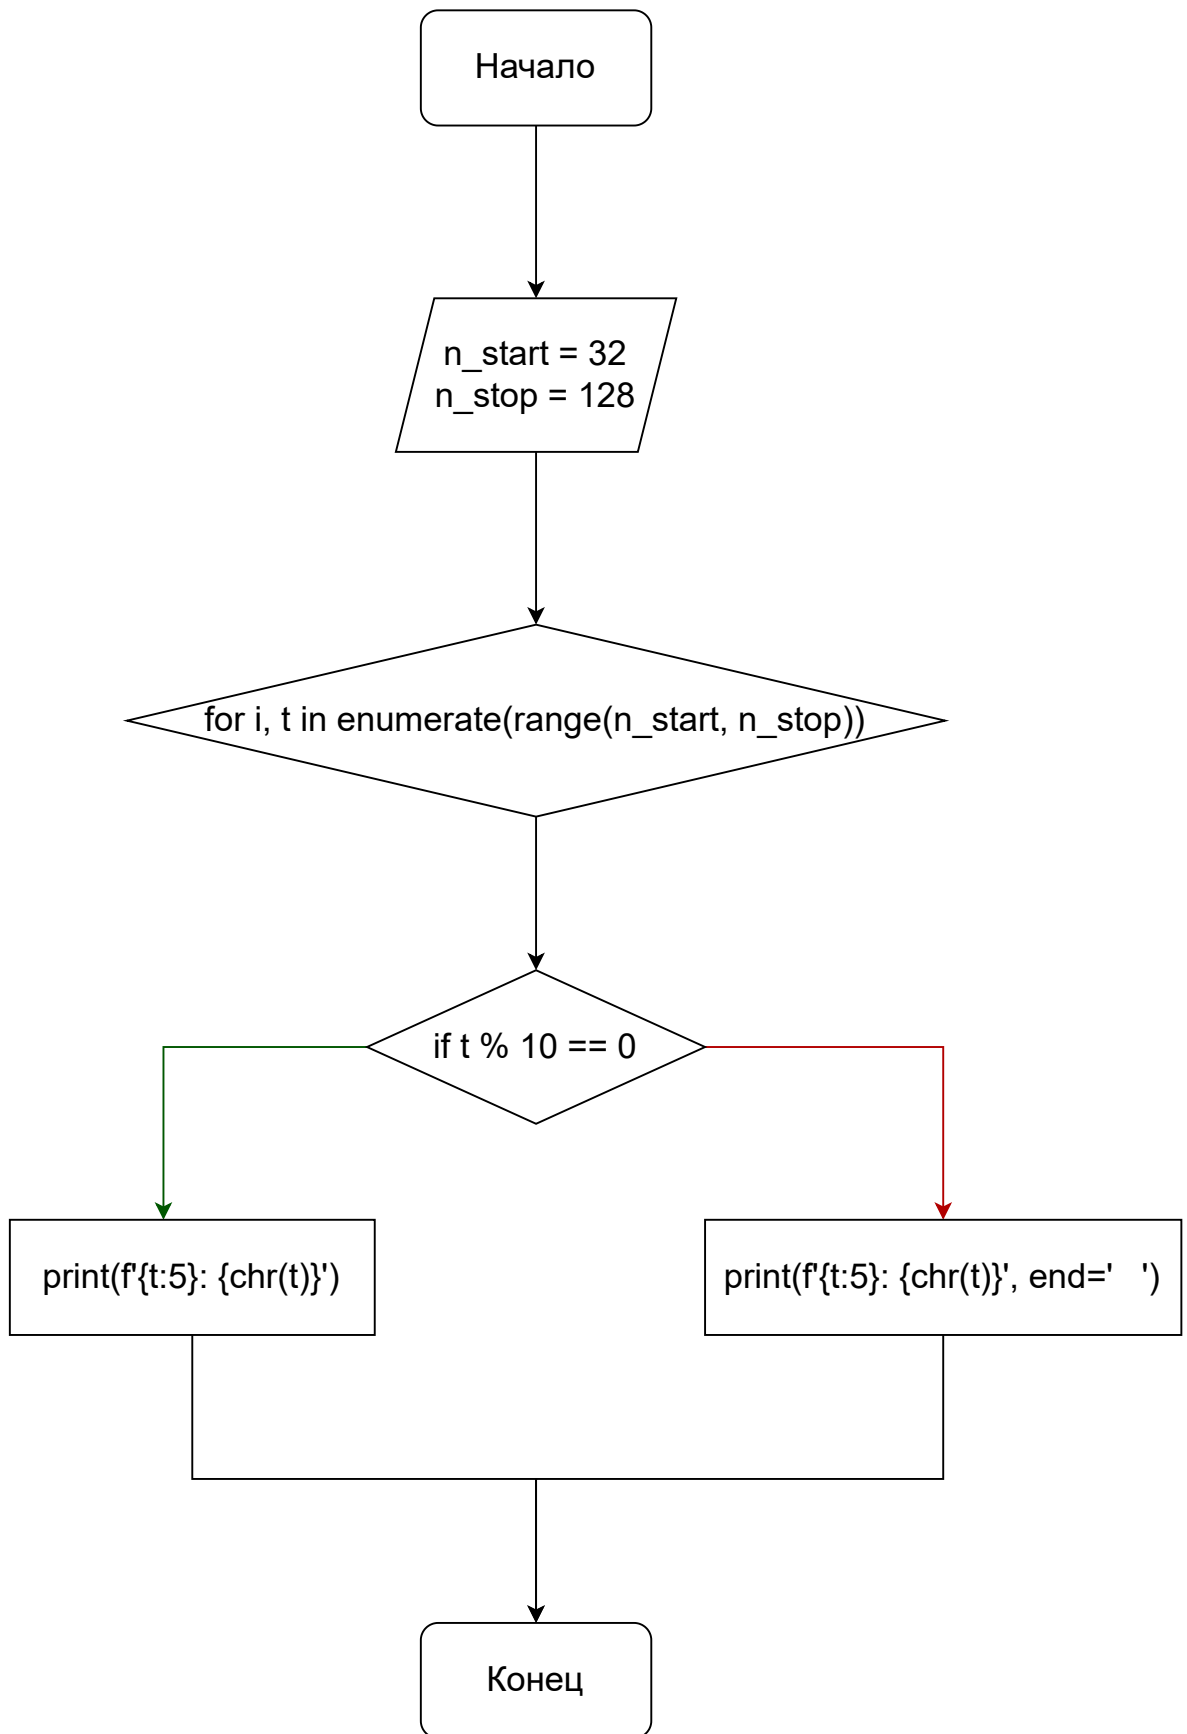 Начало
n_start = 32
n_stop = 128
for i, t in enumerate(range(n_start, n_stop))
if t % 10 == 0
print(f'{t:5}: {chr(t)}')
print(f'{t:5}: {chr(t)}', end='   ')
Конец